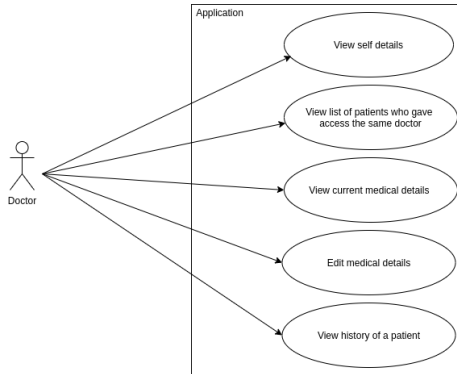 Application
View self details
View list of patients who gave
access the same doctor
Doctor
View current medical details
Edit medical details
View history of a patient